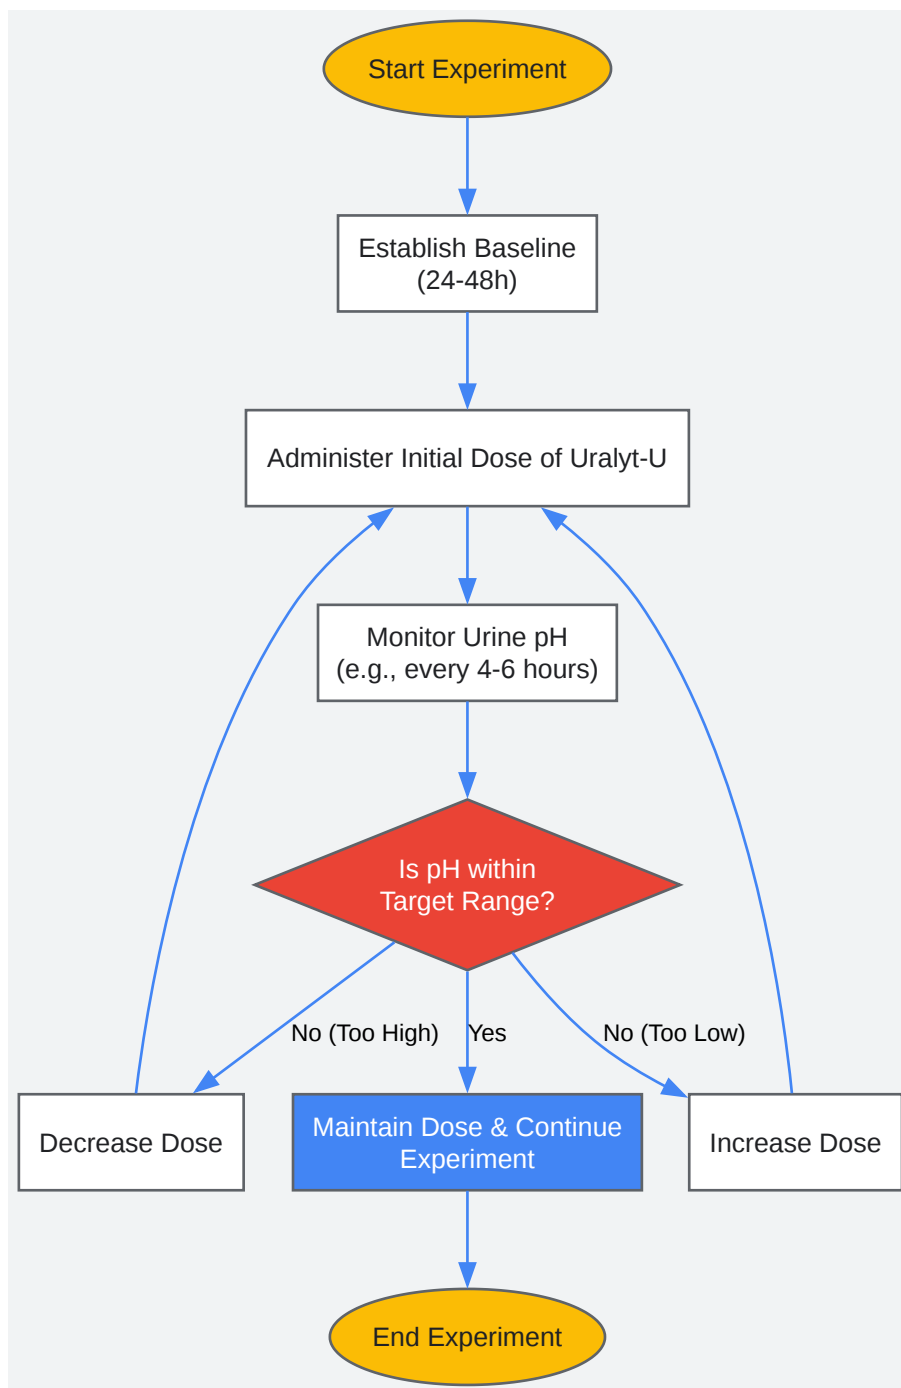 Start Experiment
Establish Baseline
(24-48h)
Administer Initial Dose of Uralyt-U
Monitor Urine pH
(e.g., every 4-6 hours)
Is pH within
Target Range?
No (Too High)
Yes
No (Too Low)
Decrease Dose
Maintain Dose & Continue
Experiment
Increase Dose
End Experiment